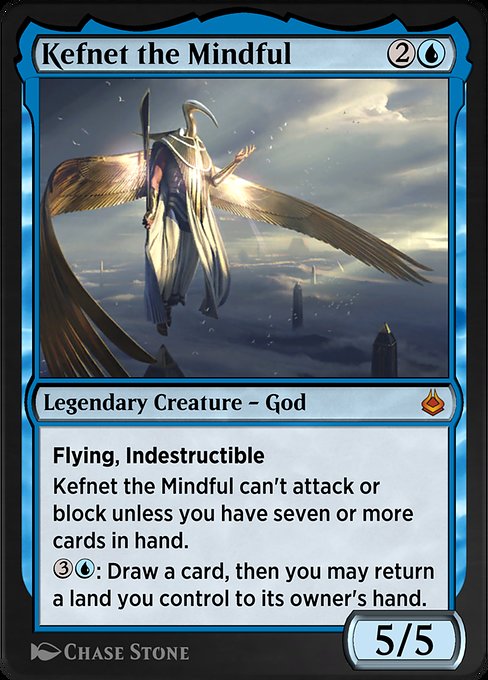 Kefnet the Mindful 2
Legendary Creature – God
Flying, Indestructible
Kefnet the Mindful can't attack or
block unless you have seven or more
cards in hand.
3: Draw a card, then you may return
a land you control to its owner's hand.
5/5
Chase Stone